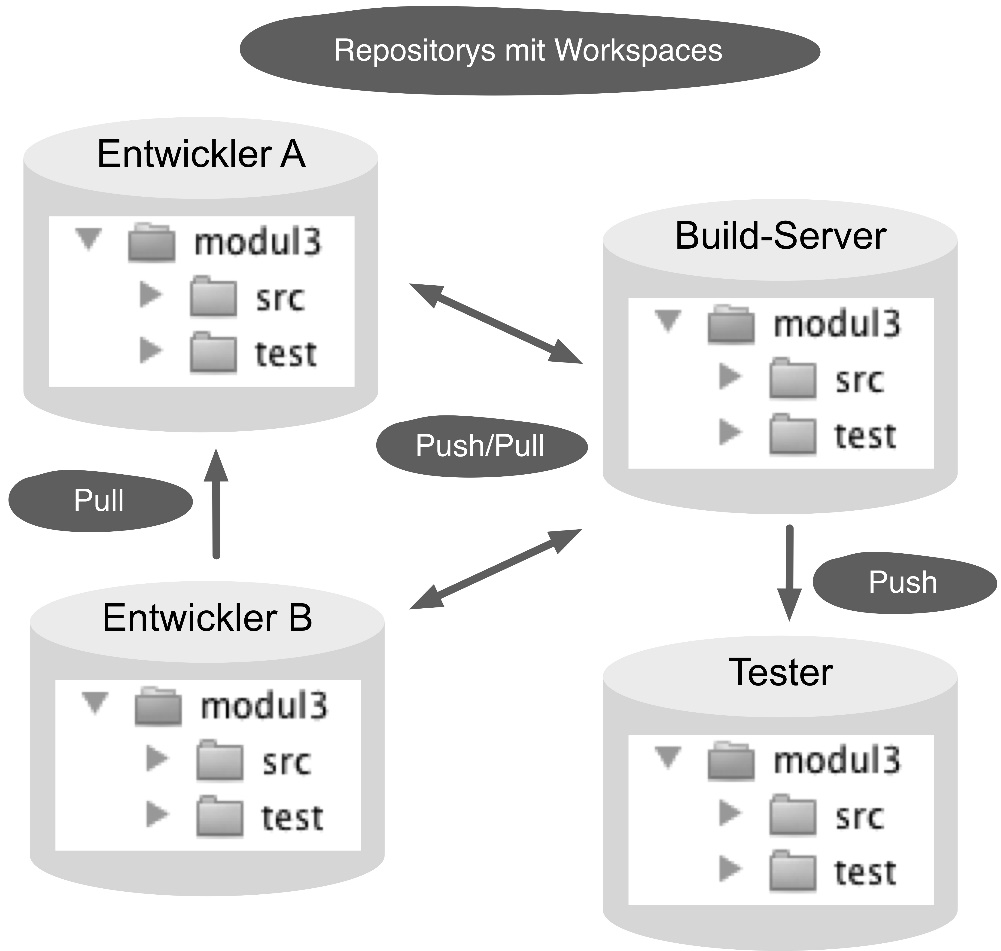 Repositorys mit Workspaces
Entwickler A
modul3
src
test
Build-Server
modul3
src
test
Push/Pull
Pull
Entwickler B
modul3
src
test
Push
Tester
modul3
src
test